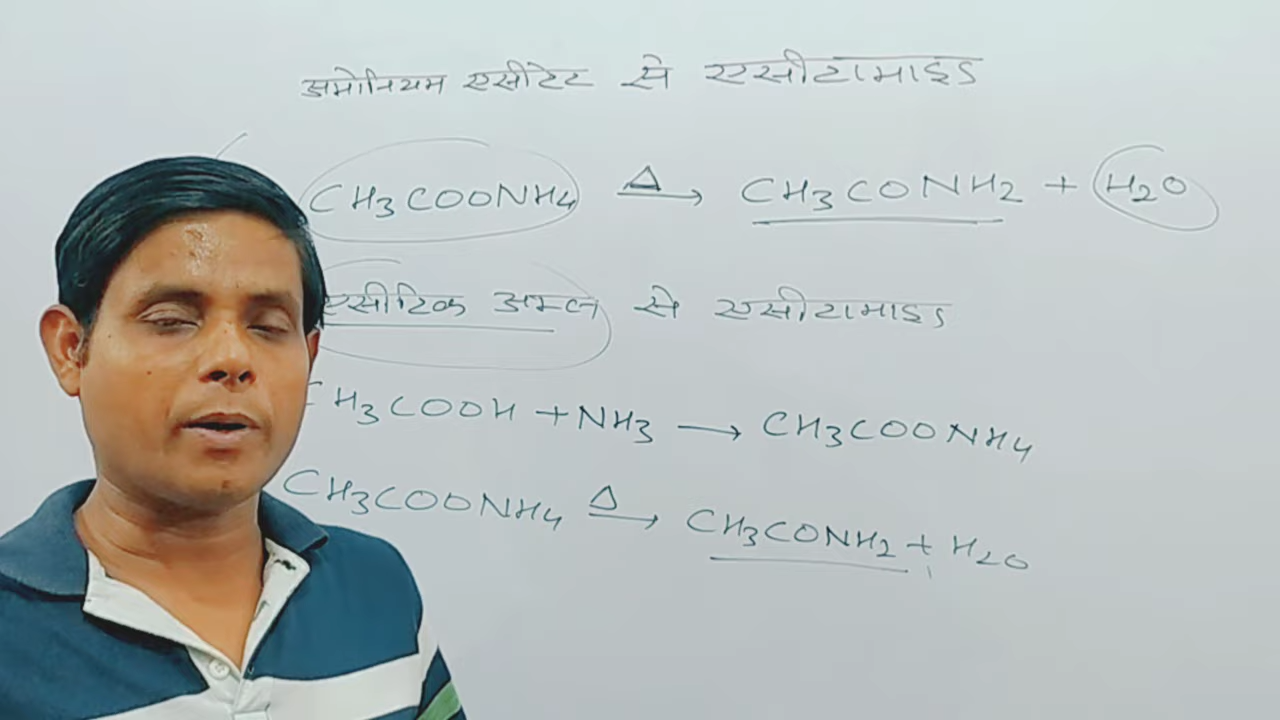 अमोनियम एसीटेट से एसीटामाइड
CH3COONH4 Δ→ CH3CONH2 + H2O
एसीटिक अम्ल से एसीटामाइड
CH3COOH + NH3 → CH3COONH4
CH3COONH4 Δ→ CH3CONH2 + H2O